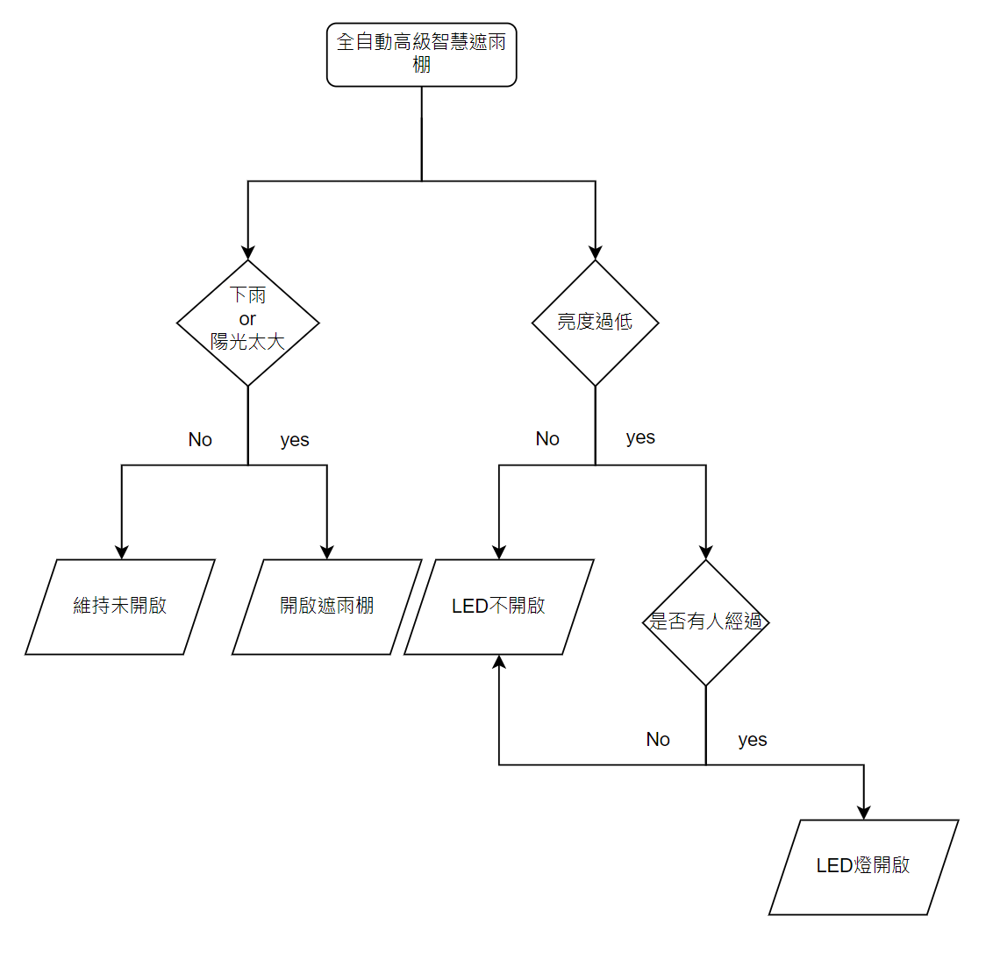 全自動高級智慧遮雨
棚
下雨
or
陽光太大
亮度過低
No
yes
No
yes
維持未開啟
開啟遮雨棚
LED不開啟
是否有人經過
No
yes
LED燈開啟